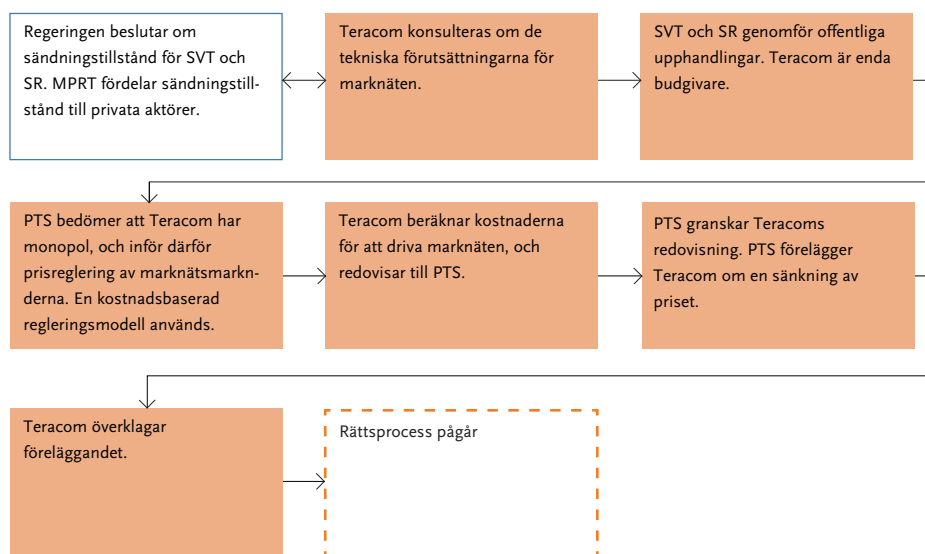 Regeringen beslutar om
sändningstillstånd för SVT och
SR. MPRT fördelar sändningstill-
stånd till privata aktörer.
Teracom konsulteras om de
tekniska förutsättningarna för
marknäten.
SVT och SR genomför offentliga
upphandlingar. Teracom är enda
budgivare.
PTS bedömer att Teracom har
monopol, och inför därför
prisreglering av marknätsmarkn-
derna. En kostnadsbaserad
regleringsmodell används.
Teracom beräknar kostnaderna
för att driva marknäten, och
redovisar till PTS.
PTS granskar Teracoms
redovisning. PTS förelägger
Teracom om en sänkning av
priset.
Teracom överklagar
föreläggandet.
Rättsprocess pågår